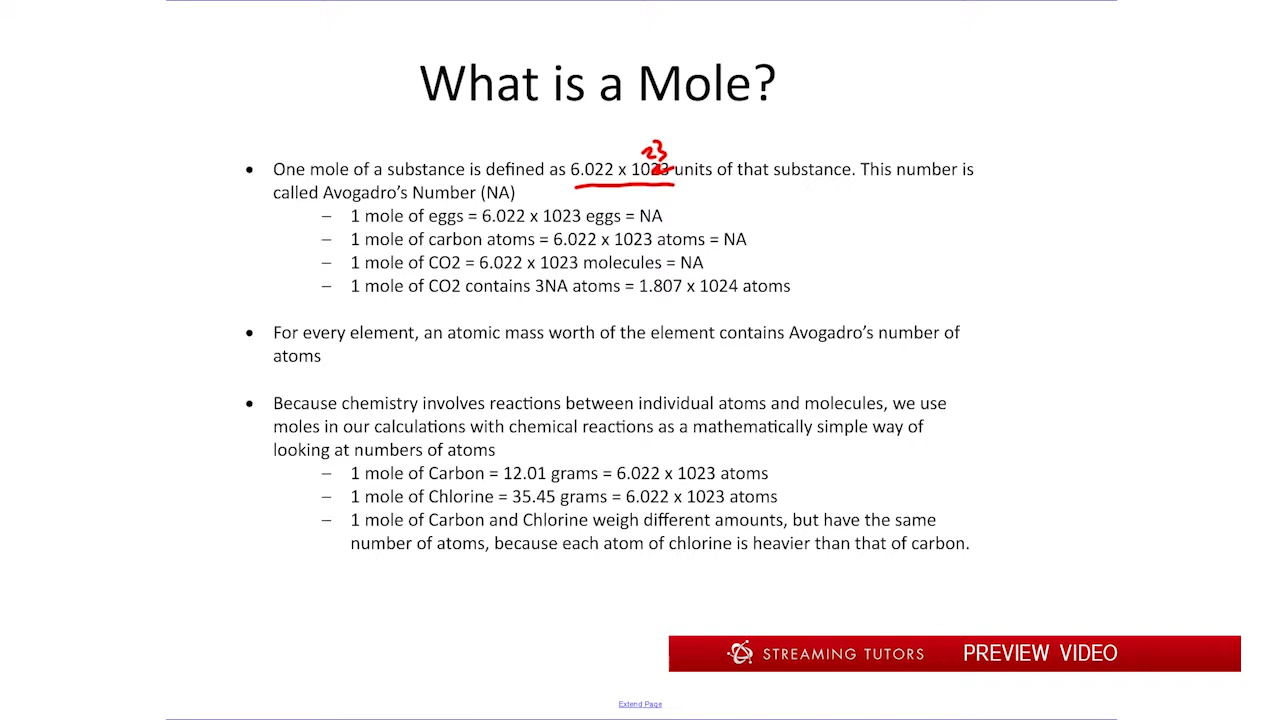 What is a Mole?
23
• One mole of a substance is defined as 6.022 x 1023 units of that substance. This number is
called Avogadro’s Number (NA)
– 1 mole of eggs = 6.022 x 1023 eggs = NA
– 1 mole of carbon atoms = 6.022 x 1023 atoms = NA
– 1 mole of CO2 = 6.022 x 1023 molecules = NA
– 1 mole of CO2 contains 3NA atoms = 1.807 x 1024 atoms
• For every element, an atomic mass worth of the element contains Avogadro’s number of
atoms
• Because chemistry involves reactions between individual atoms and molecules, we use
moles in our calculations with chemical reactions as a mathematically simple way of
looking at numbers of atoms
– 1 mole of Carbon = 12.01 grams = 6.022 x 1023 atoms
– 1 mole of Chlorine = 35.45 grams = 6.022 x 1023 atoms
– 1 mole of Carbon and Chlorine weigh different amounts, but have the same
number of atoms, because each atom of chlorine is heavier than that of carbon.
STREAMING TUTORS PREVIEW VIDEO
Extend Page